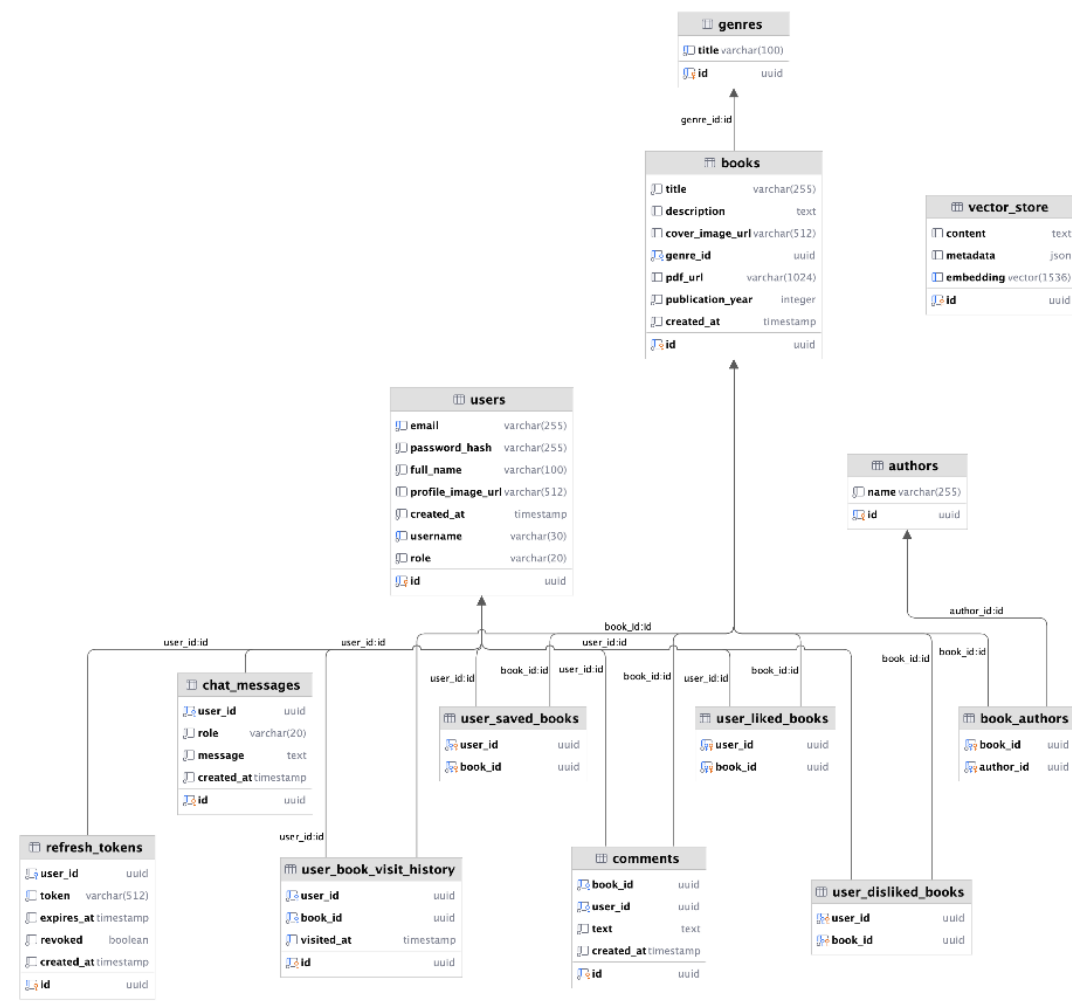 genres
title varchar(100)
id uuid
genre_id:id
books
title varchar(255)
description text
cover_image_url varchar(512)
genre_id uuid
pdf_url varchar(1024)
publication_year integer
created_at timestamp
id uuid
vector_store
content text
metadata json
embedding vector(1536)
id uuid
users
email varchar(255)
password_hash varchar(255)
full_name varchar(100)
profile_image_url varchar(512)
created_at timestamp
username varchar(30)
role varchar(20)
id uuid
authors
name varchar(255)
id uuid
author_id:id
book_id:id
user_id:id
user_id:id
user_id:id
user_id:id
book_id:id
user_id:id
book_id:id
user_id:id
book_id:id
book_id:id
book_id:id
chat_messages
user_id uuid
role varchar(20)
message text
created_at timestamp
id uuid
user_saved_books
user_id uuid
book_id uuid
user_liked_books
user_id uuid
book_id uuid
book_authors
book_id uuid
author_id uuid
user_id:id
refresh_tokens
user_id uuid
token varchar(512)
expires_at timestamp
revoked boolean
created_at timestamp
id uuid
user_book_visit_history
user_id uuid
book_id uuid
visited_at timestamp
id uuid
comments
book_id uuid
user_id uuid
text text
created_at timestamp
id uuid
user_disliked_books
user_id uuid
book_id uuid